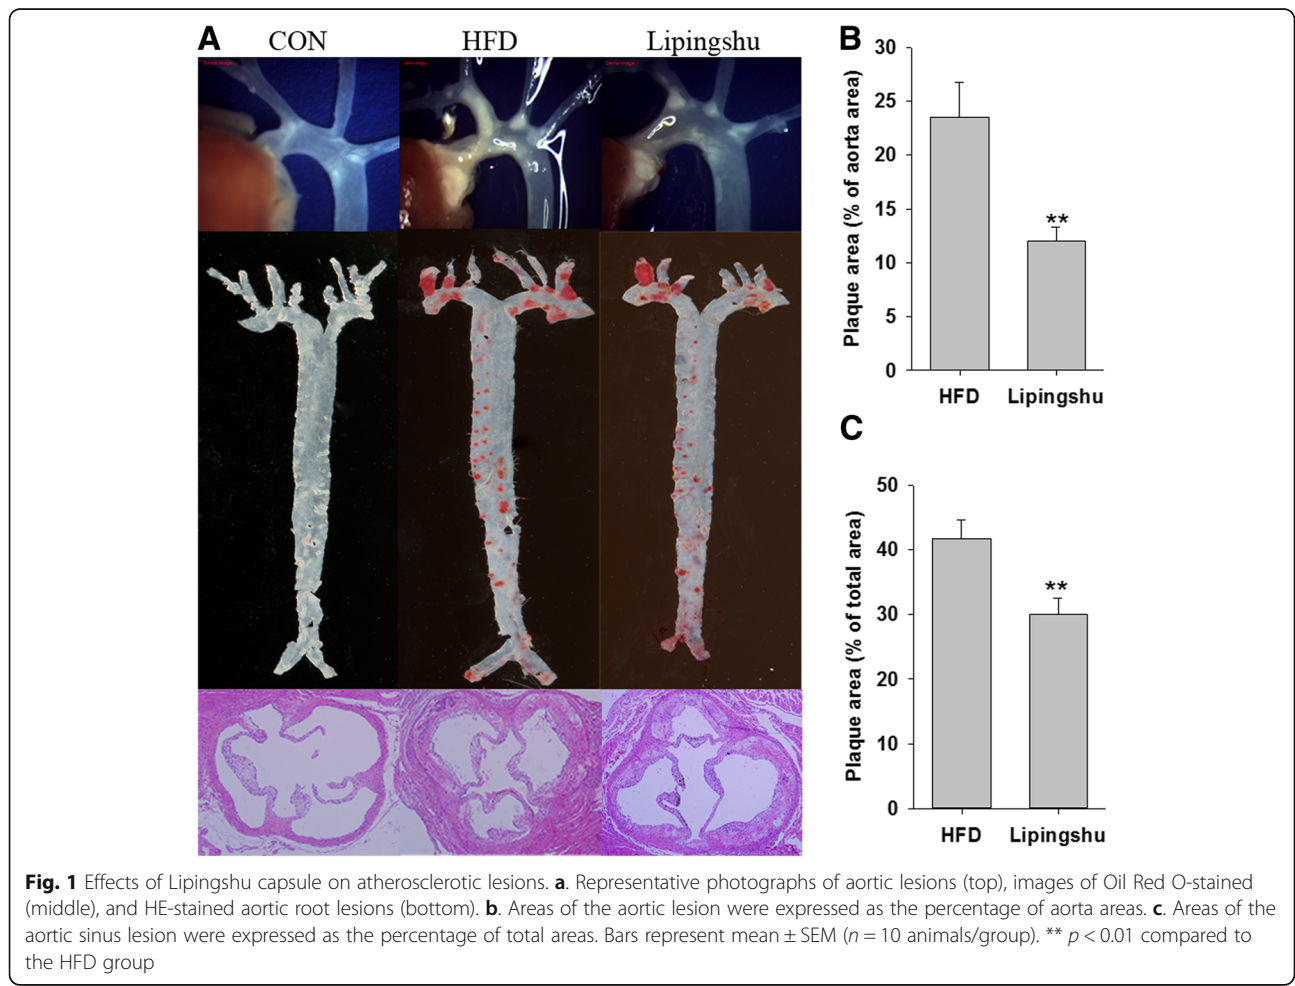 A
CON
HFD
Lipingshu
B
30
25
20
15
10
5
0
Plaque area (% of aorta area)
**
HFD
Lipingshu
C
50
40
30
20
10
0
Plaque area (% of total area)
**
HFD
Lipingshu
Fig. 1 Effects of Lipingshu capsule on atherosclerotic lesions. a. Representative photographs of aortic lesions (top), images of Oil Red O-stained
(middle), and HE-stained aortic root lesions (bottom). b. Areas of the aortic lesion were expressed as the percentage of aorta areas. c. Areas of the
aortic sinus lesion were expressed as the percentage of total areas. Bars represent mean ± SEM (n = 10 animals/group). ** p < 0.01 compared to
the HFD group